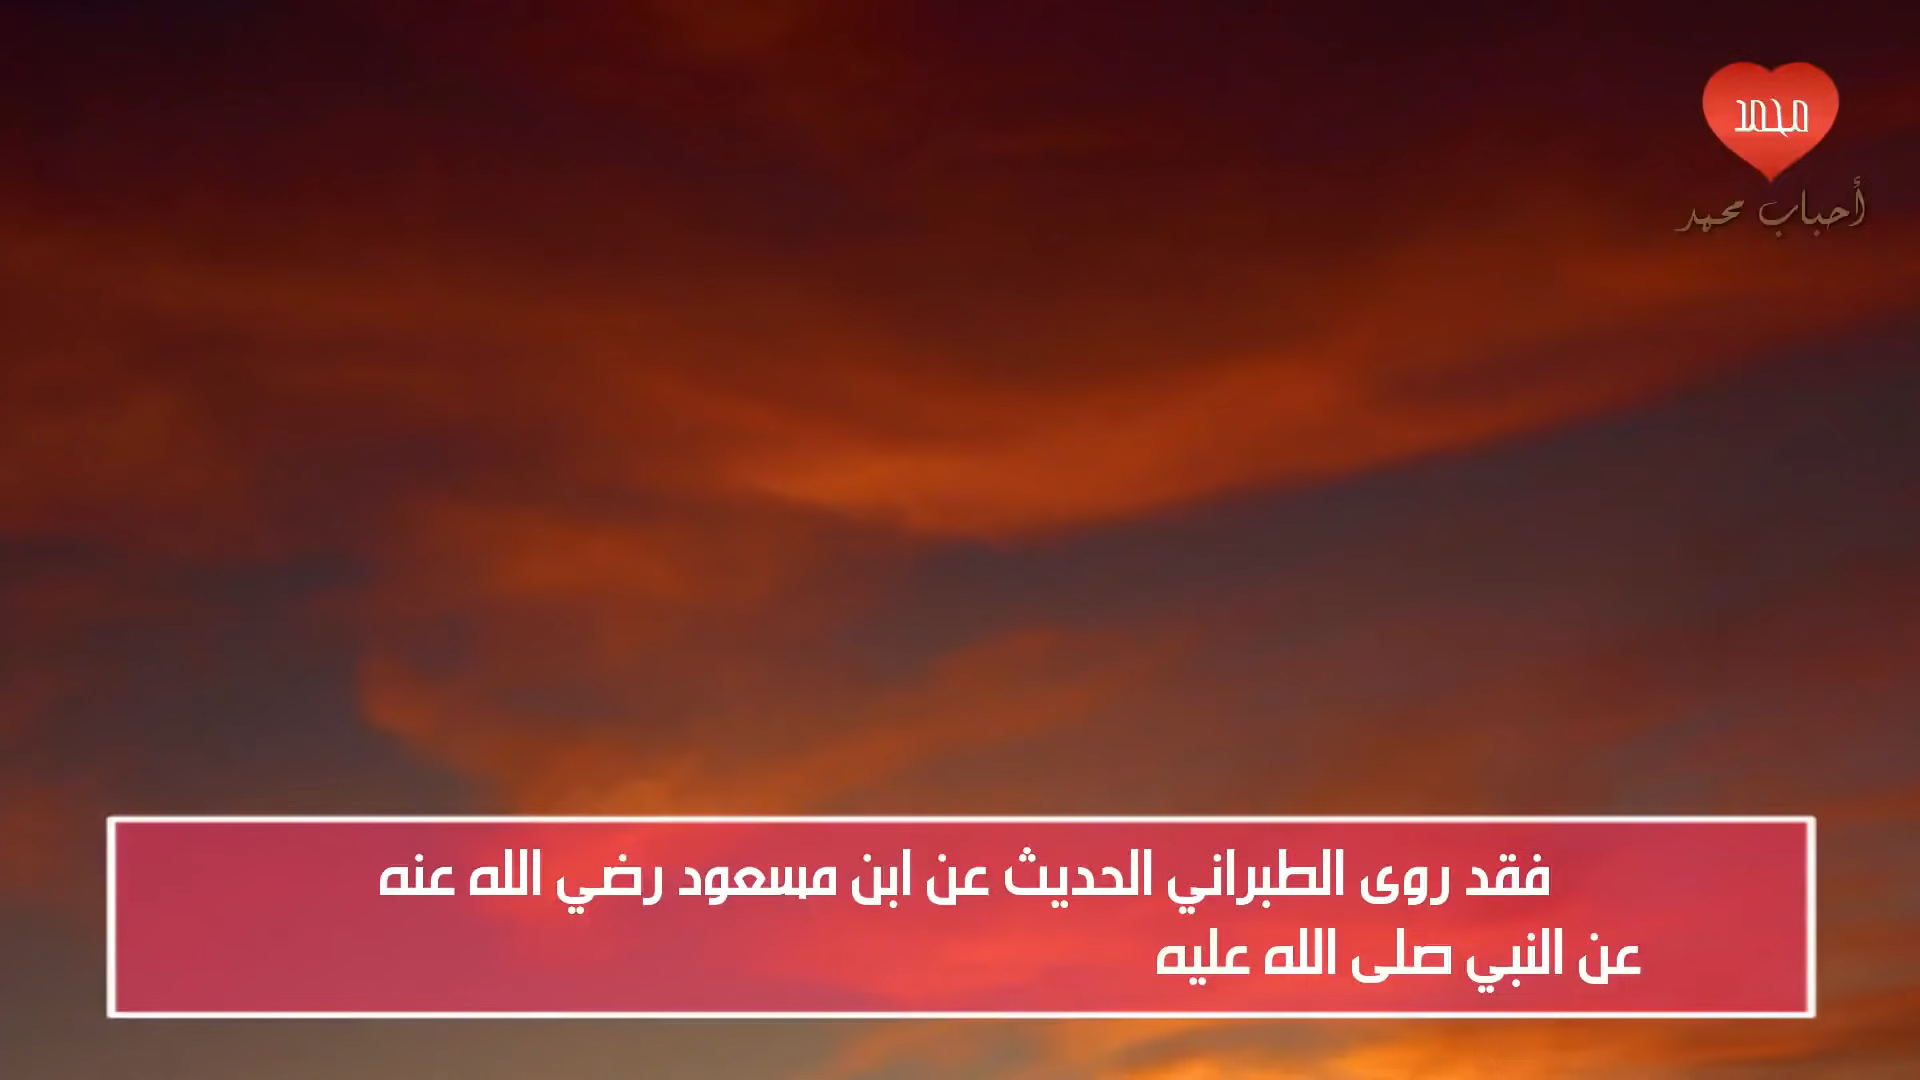 محمد
أحباب محمد
فقد روى الطبراني الحديث عن ابن مسعود رضي الله عنه
عن النبي صلى الله عليه